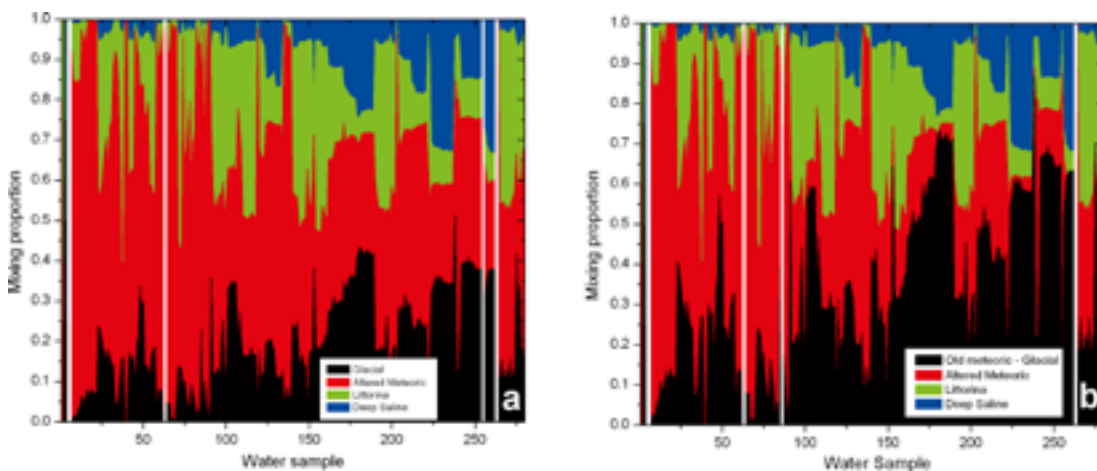 1.0
0.9
0.8
0.7
0.6
0.5
0.4
0.3
0.2
0.1
0.0
Mixing proportion
50
100
150
200
250
Water sample
Glacial
Altered Meteoric
Littorina
Deep Saline
a
1.0
0.9
0.8
0.7
0.6
0.5
0.4
0.3
0.2
0.1
0.0
Mixing proportion
50
100
150
200
250
Water Sample
Old meteoric - Glacial
Altered Meteoric
Littorina
Deep Saline
b